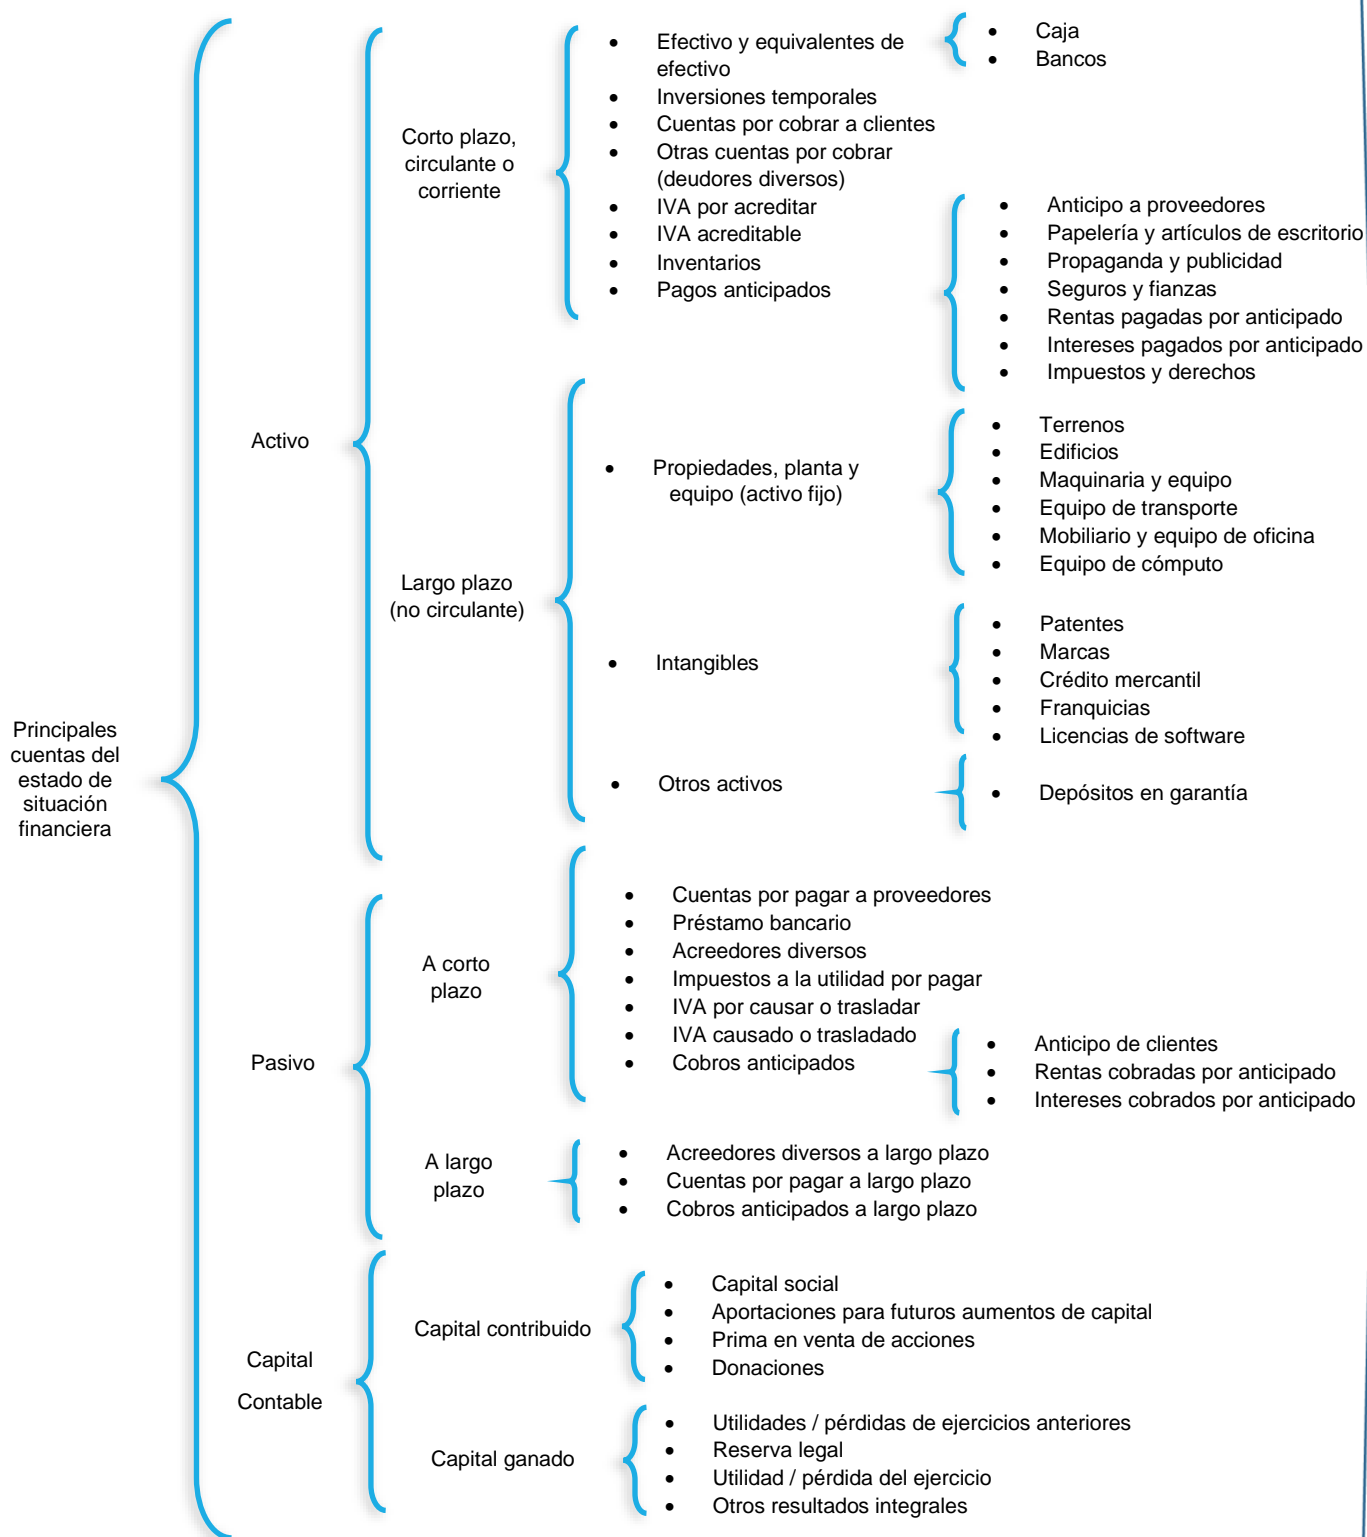 Principales
cuentas del
estado de
situación
financiera
Activo
Corto plazo,
circulante o
corriente
• Efectivo y equivalentes de
efectivo
• Caja
• Bancos
• Inversiones temporales
• Cuentas por cobrar a clientes
• Otras cuentas por cobrar
(deudores diversos)
• IVA por acreditar
• IVA acreditable
• Inventarios
• Pagos anticipados
• Anticipo a proveedores
• Papelería y artículos de escritorio
• Propaganda y publicidad
• Seguros y fianzas
• Rentas pagadas por anticipado
• Intereses pagados por anticipado
• Impuestos y derechos
Largo plazo
(no circulante)
• Propiedades, planta y
equipo (activo fijo)
• Terrenos
• Edificios
• Maquinaria y equipo
• Equipo de transporte
• Mobiliario y equipo de oficina
• Equipo de cómputo
• Intangibles
• Patentes
• Marcas
• Crédito mercantil
• Franquicias
• Licencias de software
• Otros activos
• Depósitos en garantía
Pasivo
A corto
plazo
• Cuentas por pagar a proveedores
• Préstamo bancario
• Acreedores diversos
• Impuestos a la utilidad por pagar
• IVA por causar o trasladar
• IVA causado o trasladado
• Cobros anticipados
• Anticipo de clientes
• Rentas cobradas por anticipado
• Intereses cobrados por anticipado
A largo
plazo
• Acreedores diversos a largo plazo
• Cuentas por pagar a largo plazo
• Cobros anticipados a largo plazo
Capital
Contable
Capital contribuido
• Capital social
• Aportaciones para futuros aumentos de capital
• Prima en venta de acciones
• Donaciones
Capital ganado
• Utilidades / pérdidas de ejercicios anteriores
• Reserva legal
• Utilidad / pérdida del ejercicio
• Otros resultados integrales